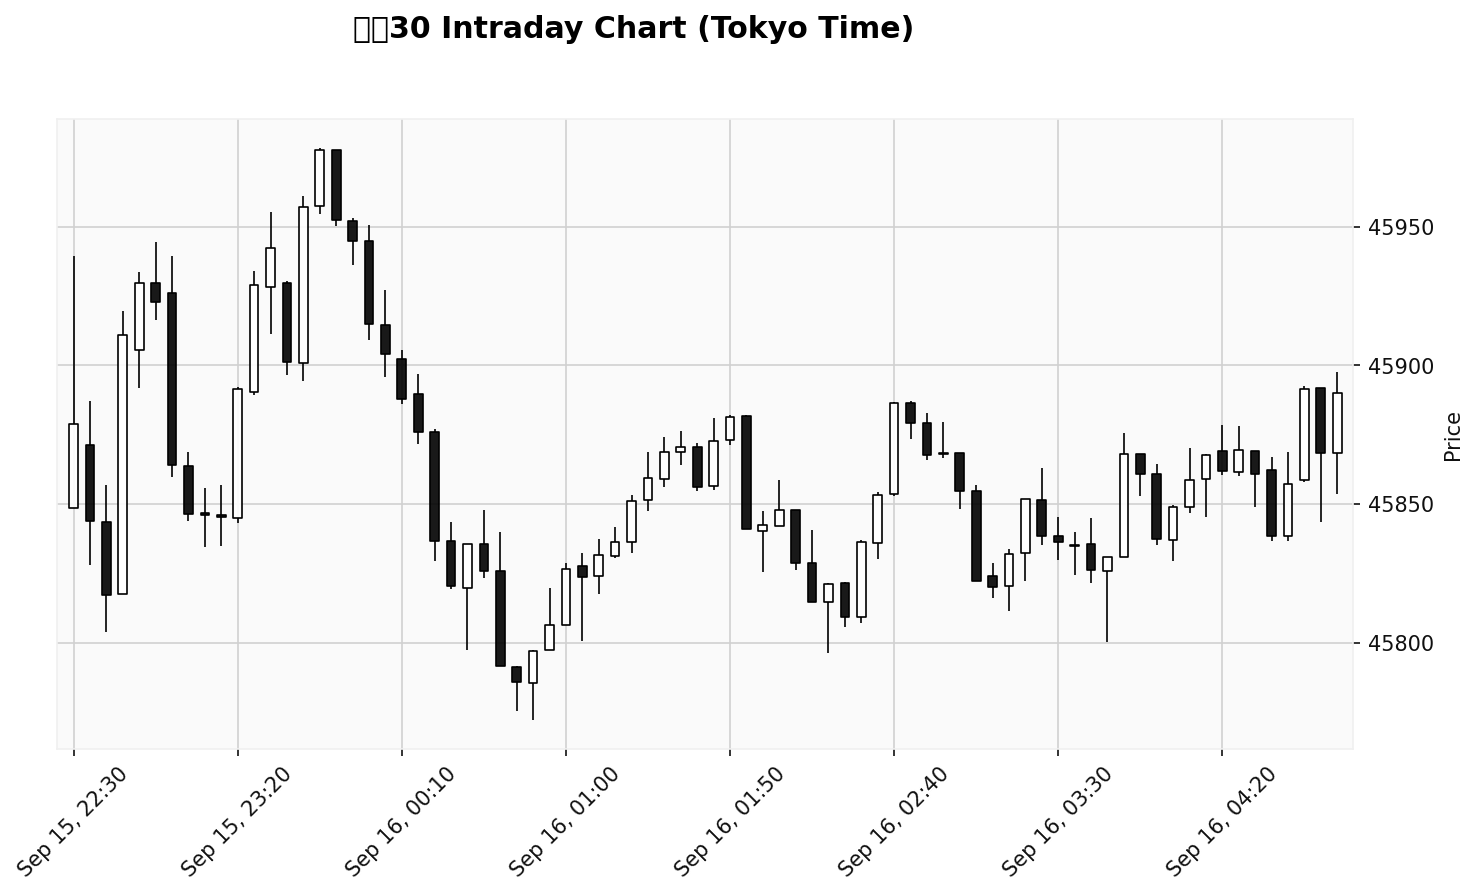 30 Intraday Chart (Tokyo Time)
45950
45900
45850
45800
Price
Sep 15, 22:30
Sep 15, 23:20
Sep 16, 00:10
Sep 16, 01:00
Sep 16, 01:50
Sep 16, 02:40
Sep 16, 03:30
Sep 16, 04:20